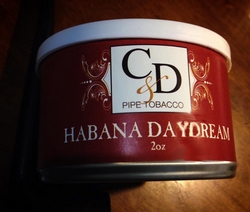 C&D
PIPE TOBACCO
HABANA DAYDREAM
2oz